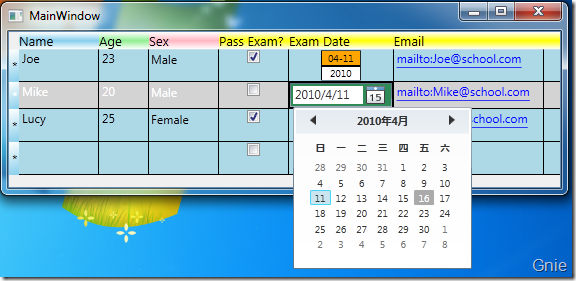 MainWindow
Name Age Sex Pass Exam? Exam Date Email
* Joe 23 Male 04-11 2010 mailto:Joe@school.com
* Mike 20 Male 2010/4/11 15 mailto:Mike@school.com
* Lucy 25 Female y@school.com
*
2010年4月
日 一 二 三 四 五 六
28 29 30 31 1 2 3
4 5 6 7 8 9 10
11 12 13 14 15 16 17
18 19 20 21 22 23 24
25 26 27 28 29 30 1
2 3 4 5 6 7 8
Gnie